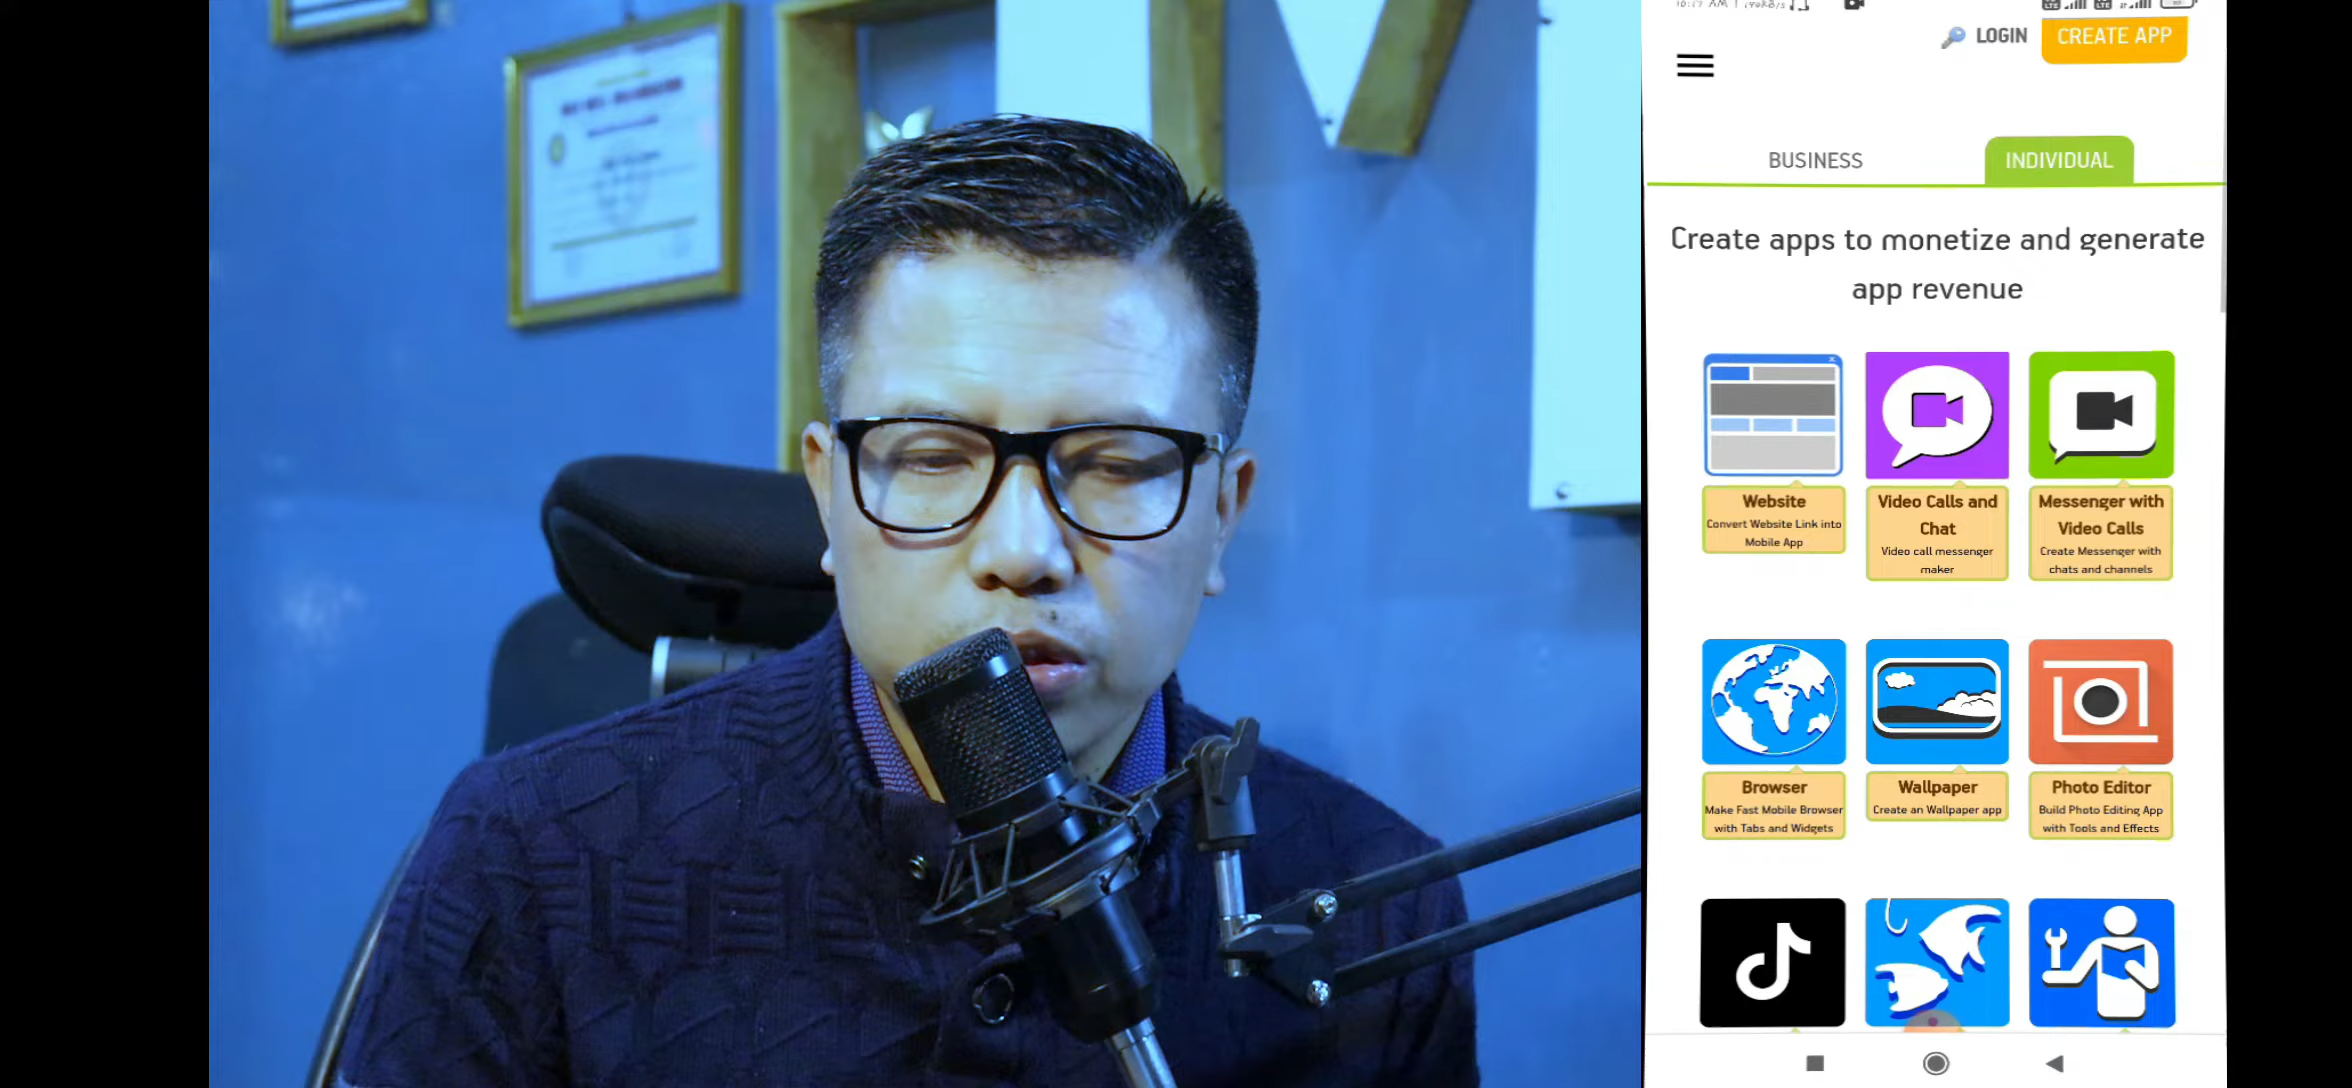 LOGIN
CREATE APP
BUSINESS
INDIVIDUAL
Create apps to monetize and generate
app revenue
Website
Convert Website Link into
Mobile App
Video Calls and
Chat
Video call messenger
maker
Messenger with
Video Calls
Create Messenger with
chats and channels
Browser
Make Fast Mobile Browser
with Tabs and Widgets
Wallpaper
Create an Wallpaper app
Photo Editor
Build Photo Editing App
with Tools and Effects